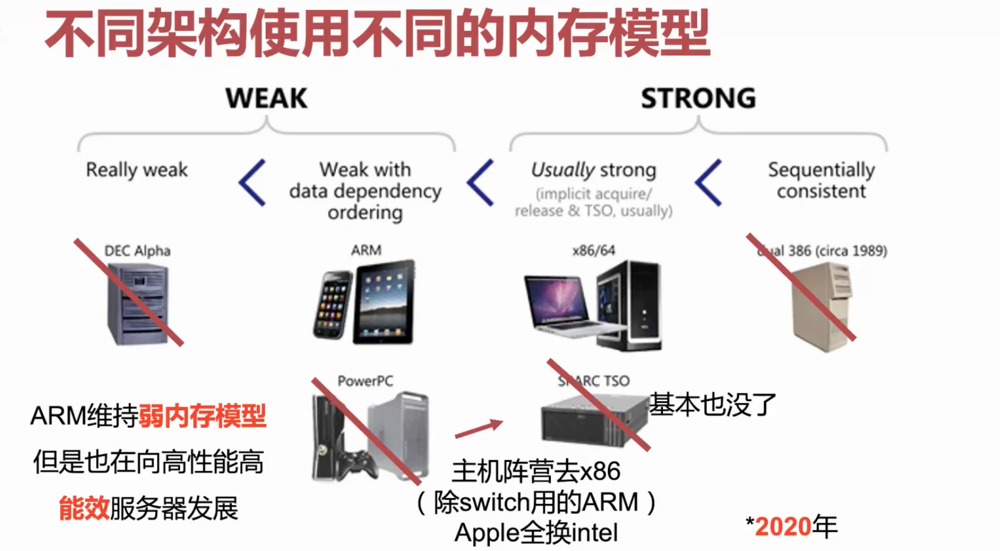 不同架构使用不同的内存模型
WEAK
STRONG
Really weak
Weak with
data dependency
ordering
Usually strong
(implicit acquire/
release & TSO, usually)
Sequentially
consistent
DEC Alpha
ARM
x86/64
dual 386 (circa 1989)
PowerPC
SPARC TSO
基本也没了
ARM维持弱内存模型
但是也在向高性能高
能效服务器发展
主机阵营去x86
（除switch用的ARM）
Apple全换intel
*2020年